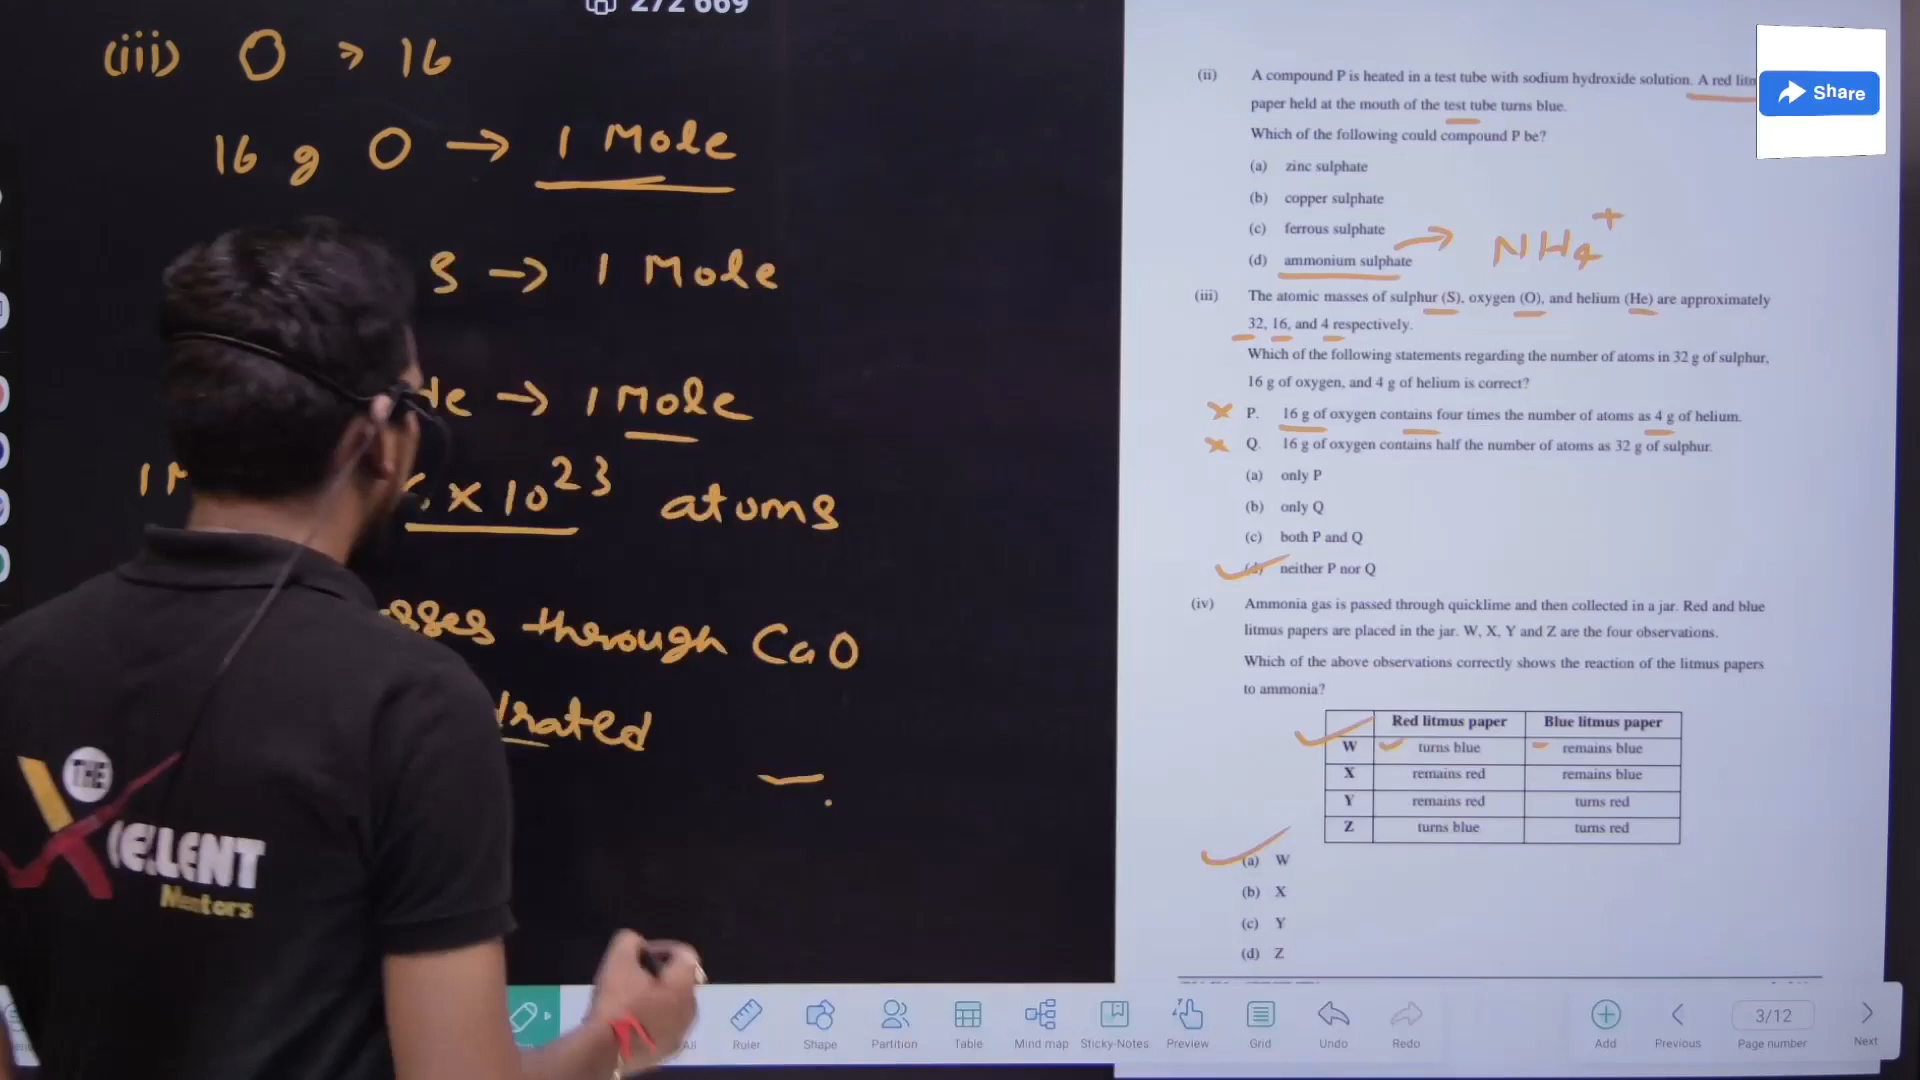 272 669
(iii) O → 16
16 g O → 1 Mole
S → 1 Mole
He → 1 Mole
× 10²³ atoms
through CaO
THE
XCELLENT
Mentors
(ii) A compound P is heated in a test tube with sodium hydroxide solution. A red
paper held at the mouth of the test tube turns blue.
Which of the following could compound P be?
(a) zinc sulphate
(b) copper sulphate
(c) ferrous sulphate
(d) ammonium sulphate → NH₄⁺
(iii) The atomic masses of sulphur (S), oxygen (O), and helium (He) are approximately
32, 16, and 4 respectively.
Which of the following statements regarding the number of atoms in 32 g of sulphur,
16 g of oxygen, and 4 g of helium is correct?
P. 16 g of oxygen contains four times the number of atoms as 4 g of helium.
Q. 16 g of oxygen contains half the number of atoms as 32 g of sulphur.
(a) only P
(b) only Q
(c) both P and Q
(d) neither P nor Q
(iv) Ammonia gas is passed through quicklime and then collected in a jar. Red and blue
litmus papers are placed in the jar. W, X, Y and Z are the four observations.
Which of the above observations correctly shows the reaction of the litmus papers
to ammonia?
Red litmus paper Blue litmus paper
W turns blue remains blue
X remains red remains blue
Y remains red turns red
Z turns blue turns red
(a) W
(b) X
(c) Y
(d) Z
Share
All Ruler Shape Partition Table Mind map Sticky-Notes Preview Grid Undo Redo Add Previous 3/12 Page number Next